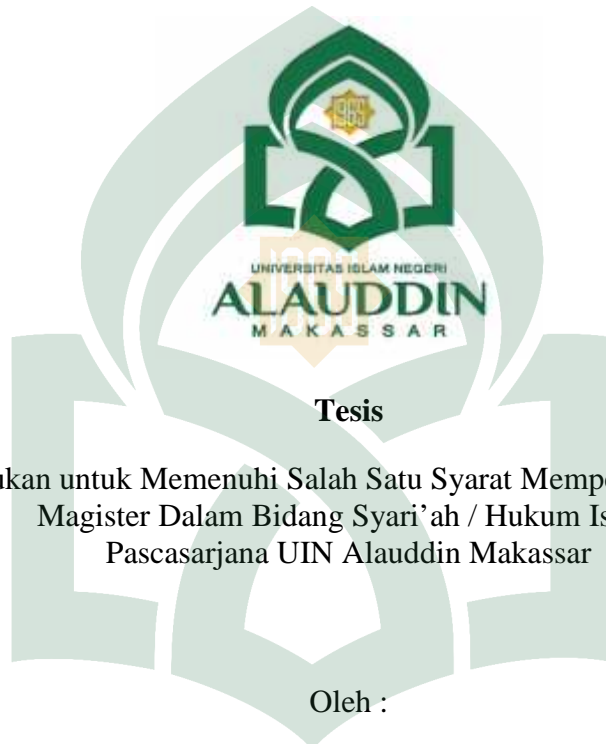 1965
UNIVERSITAS ISLAM NEGERI
ALAUDDIN
MAKASSAR
Tesis
untuk Memenuhi Salah Satu Syarat
Magister Dalam Bidang Syari’ah / Hukum
Pascasarjana UIN Alauddin Makassar
Oleh :